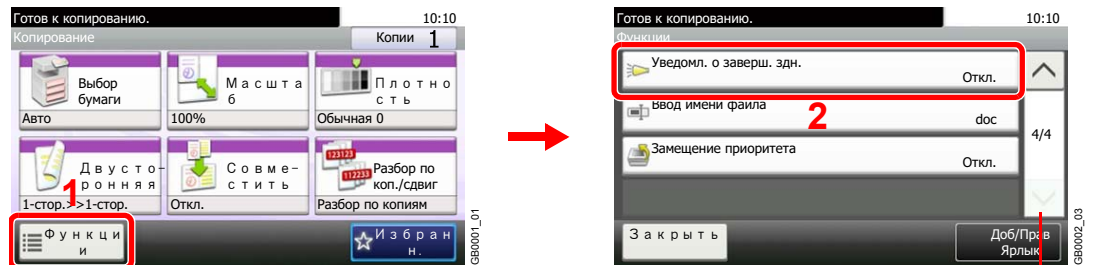 Готов к копированию.
10:10
Копирование
Копии 1
Выбор
бумаги
Авто
Масшта
б
100%
Плотно
сть
Обычная 0
Двусто-
ронняя
1-стор.>>1-стор.
Совме-
стить
Откл.
123123
112233
Разбор по
коп./сдвиг
Разбор по копиям
1
Функци
и
Избран
н.
GB0001_01
Готов к копированию.
10:10
Функции
Уведомл. о заверш. здн.
Откл.
Ввод имени файла
doc
2
4/4
Замещение приоритета
Откл.
Закрыть
Доб/Прав
Ярлык
GB0002_03